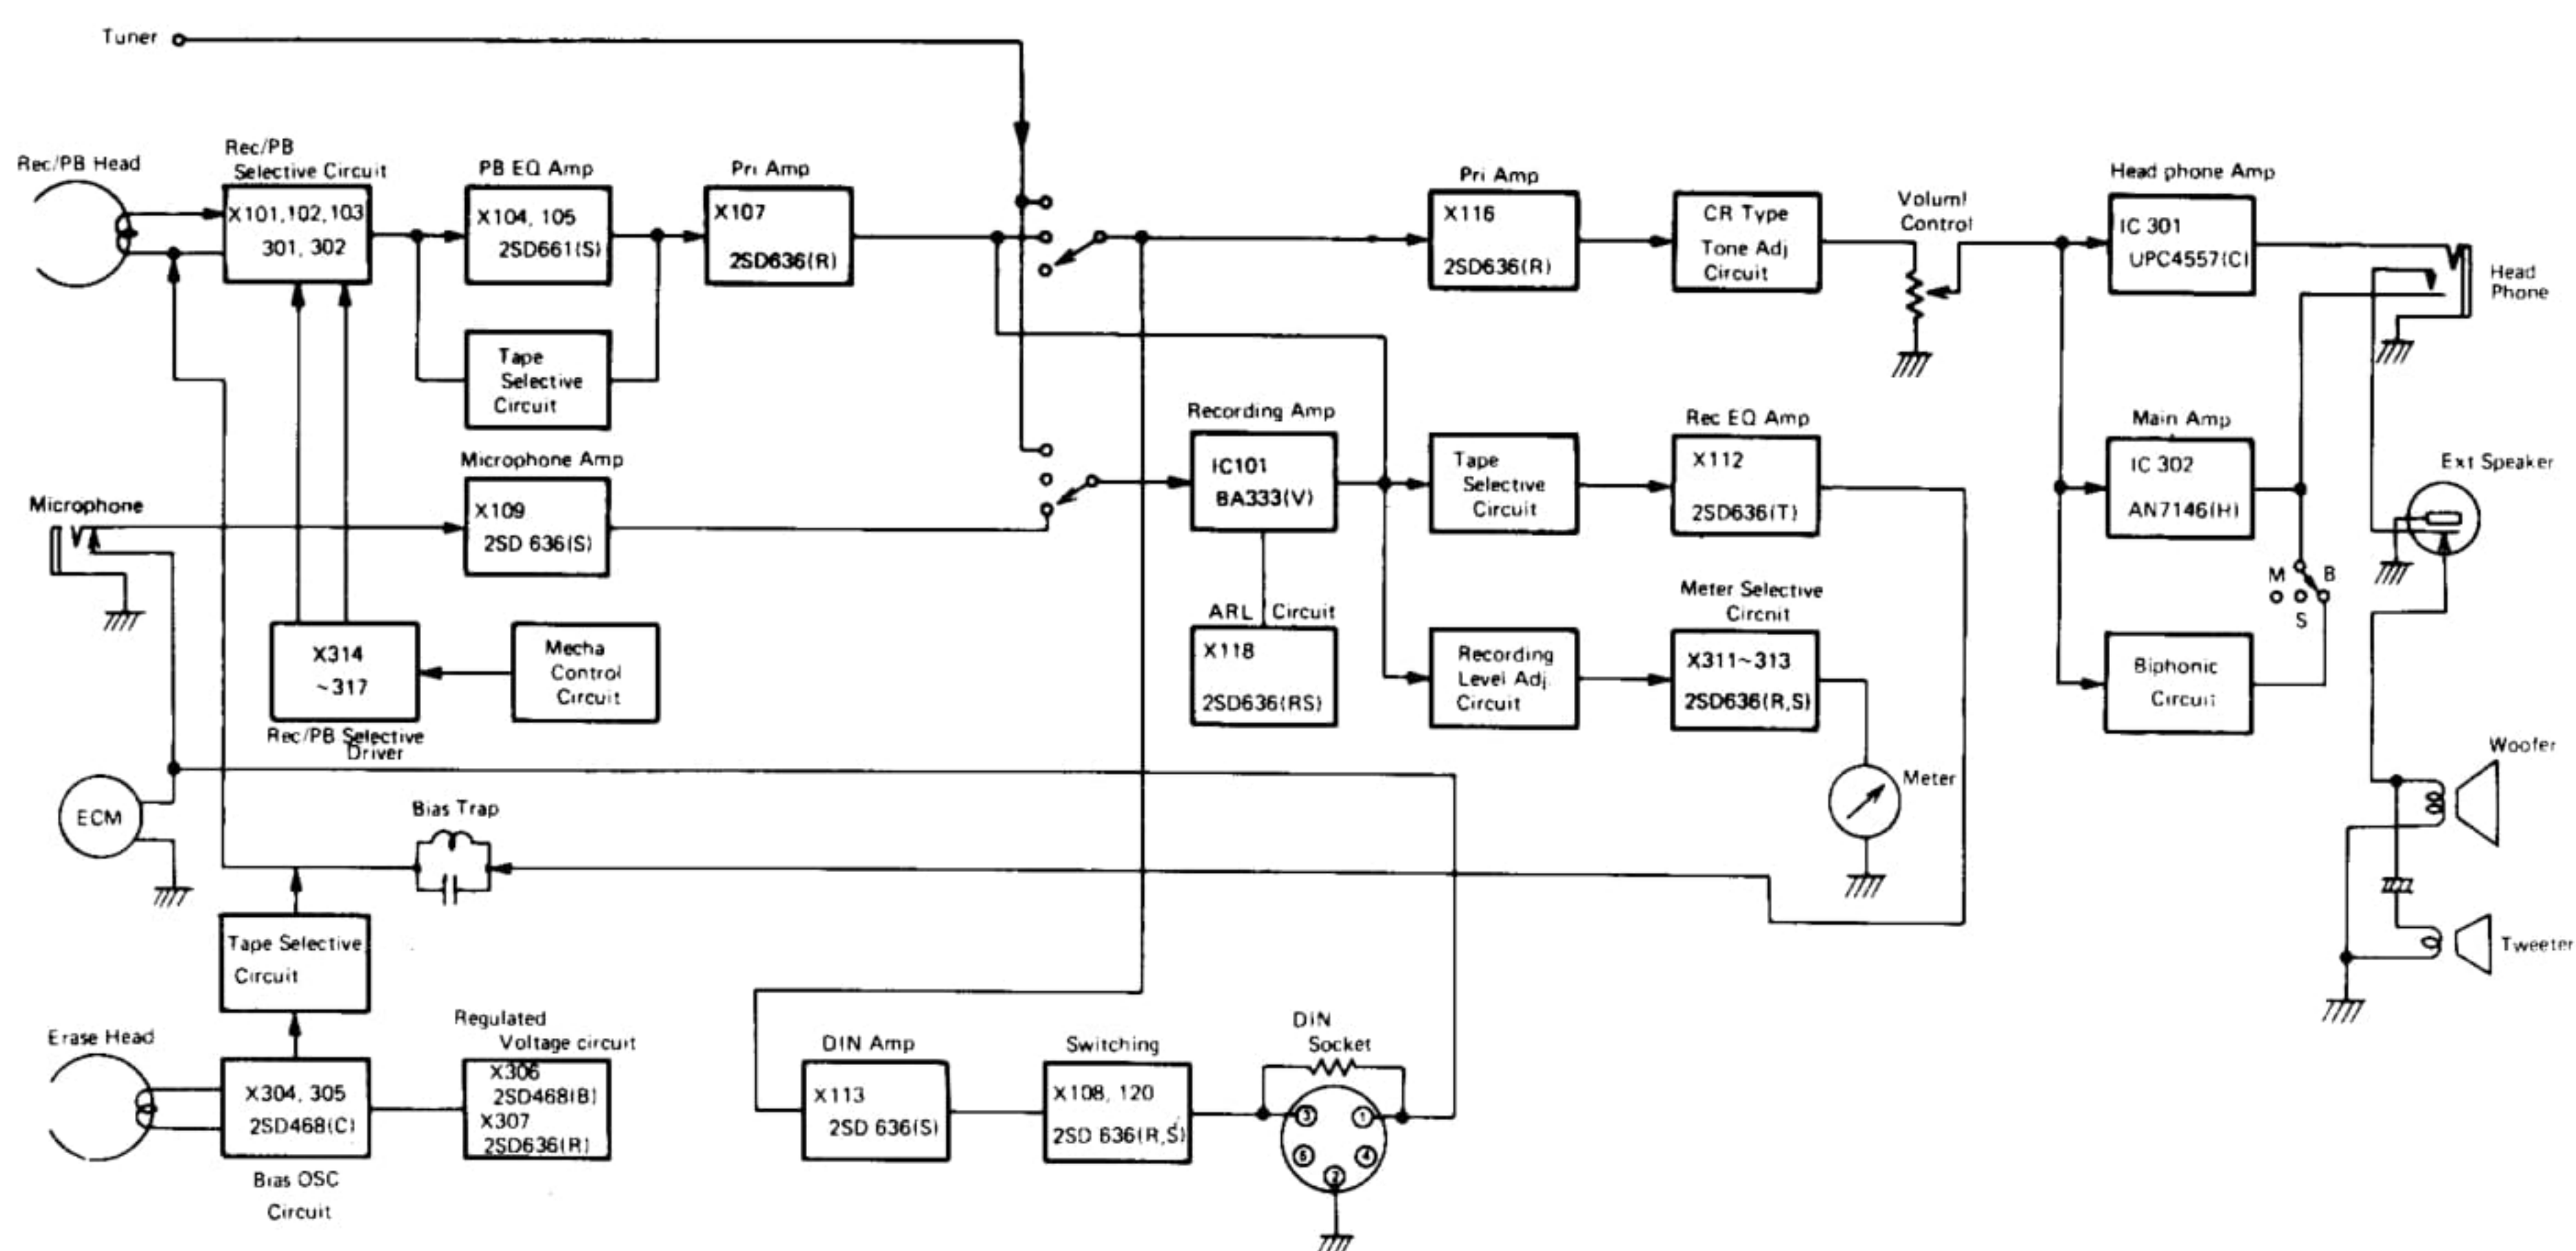 Tuner
Rec/PB Head
Rec/PB
Selective Circuit
X101,102,103
301, 302
PB EQ Amp
X104, 105
2SD661(S)
Pri Amp
X107
2SD636(R)
Tape
Selective
Circuit
Microphone Amp
X109
2SD 636(S)
Microphone
X314
~317
Rec/PB Selective
Driver
Mecha
Control
Circuit
ECM
Bias Trap
Tape Selective
Circuit
Erase Head
X304, 305
2SD468(C)
Bias OSC
Circuit
Regulated
Voltage circuit
X306
2SD468(B)
X307
2SD636(R)
Pri Amp
X116
2SD636(R)
CR Type
Tone Adj
Circuit
Volum!
Control
Head phone Amp
IC 301
UPC4557(C)
Head
Phone
Recording Amp
IC101
BA333(V)
ARL Circuit
X118
2SD636(RS)
Tape
Selective
Circuit
Rec EQ Amp
X112
2SD636(T)
Recording
Level Adj.
Circuit
Meter Selective
Circnit
X311~313
2SD636(R,S)
Meter
Main Amp
IC 302
AN7146(H)
M B
S
Biphonic
Circuit
Ext Speaker
Woofer
Tweeter
DIN Amp
X113
2SD 636(S)
Switching
X108, 120
2SD 636(R,S)
DIN
Socket
3 1
5 4
2